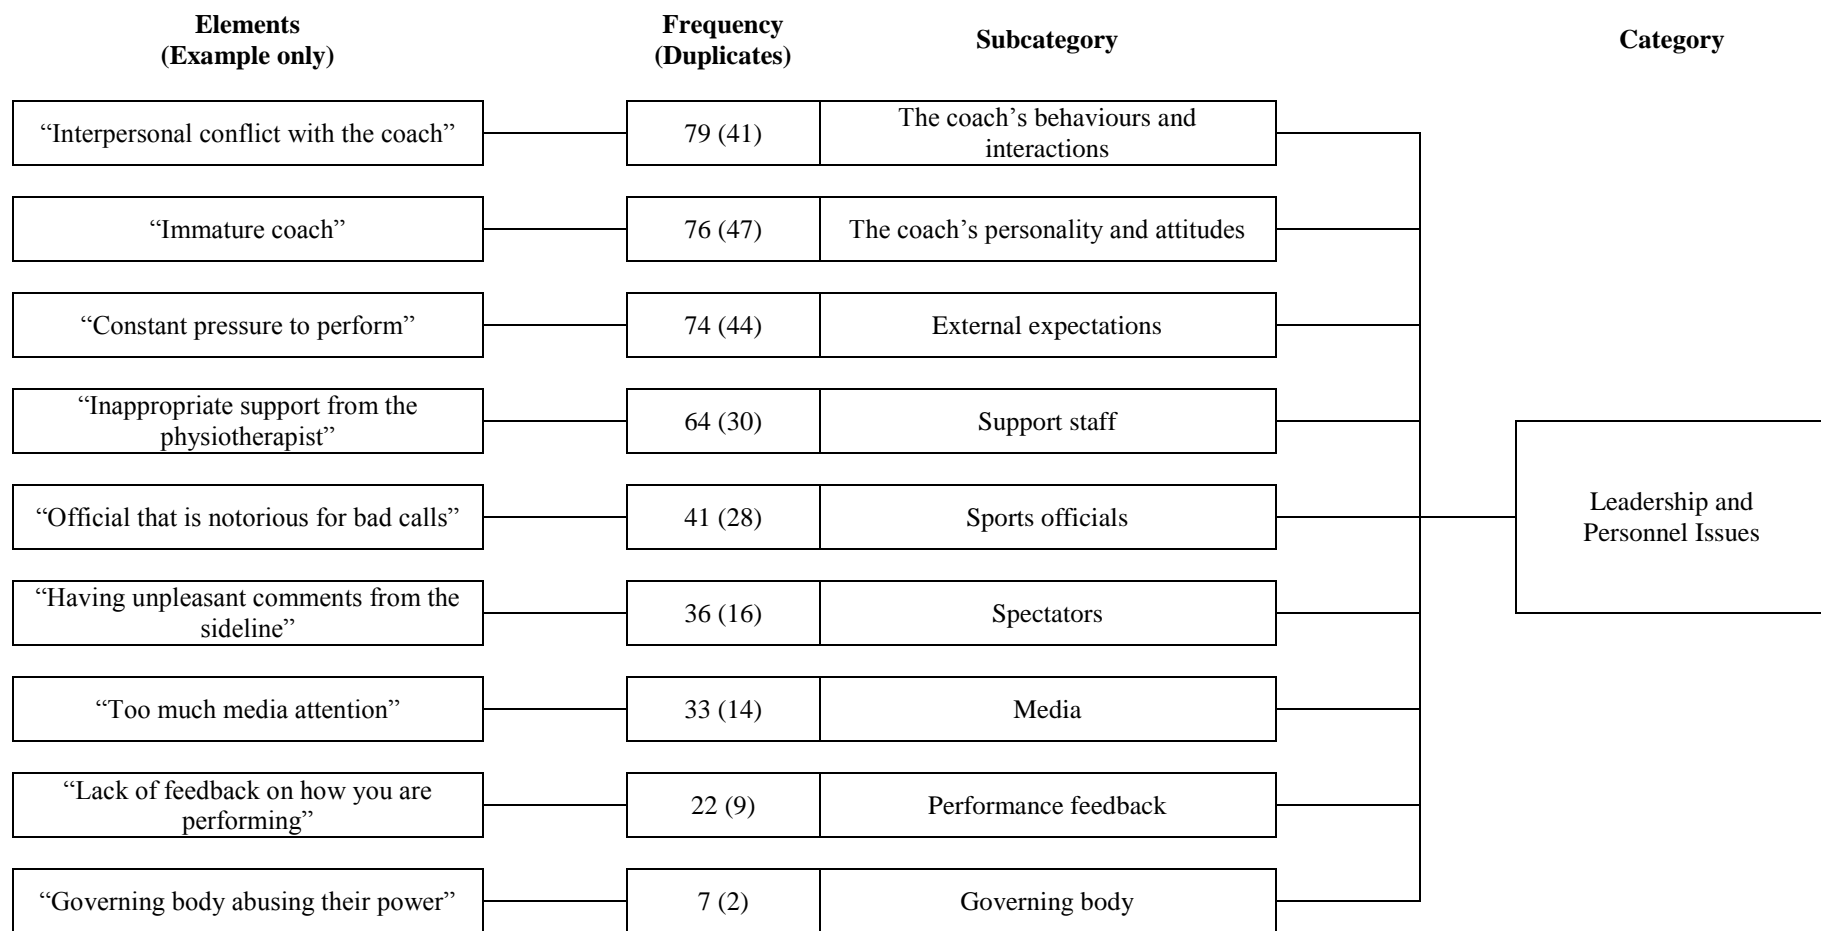 Elements
(Example only)
Frequency
(Duplicates)
Subcategory
Category
“Interpersonal conflict with the coach”
79 (41)
The coach’s behaviours and
interactions
“Immature coach”
76 (47)
The coach’s personality and attitudes
“Constant pressure to perform”
74 (44)
External expectations
“Inappropriate support from the
physiotherapist”
64 (30)
Support staff
“Official that is notorious for bad calls”
41 (28)
Sports officials
Leadership and
Personnel Issues
“Having unpleasant comments from the
sideline”
36 (16)
Spectators
“Too much media attention”
33 (14)
Media
“Lack of feedback on how you are
performing”
22 (9)
Performance feedback
“Governing body abusing their power”
7 (2)
Governing body